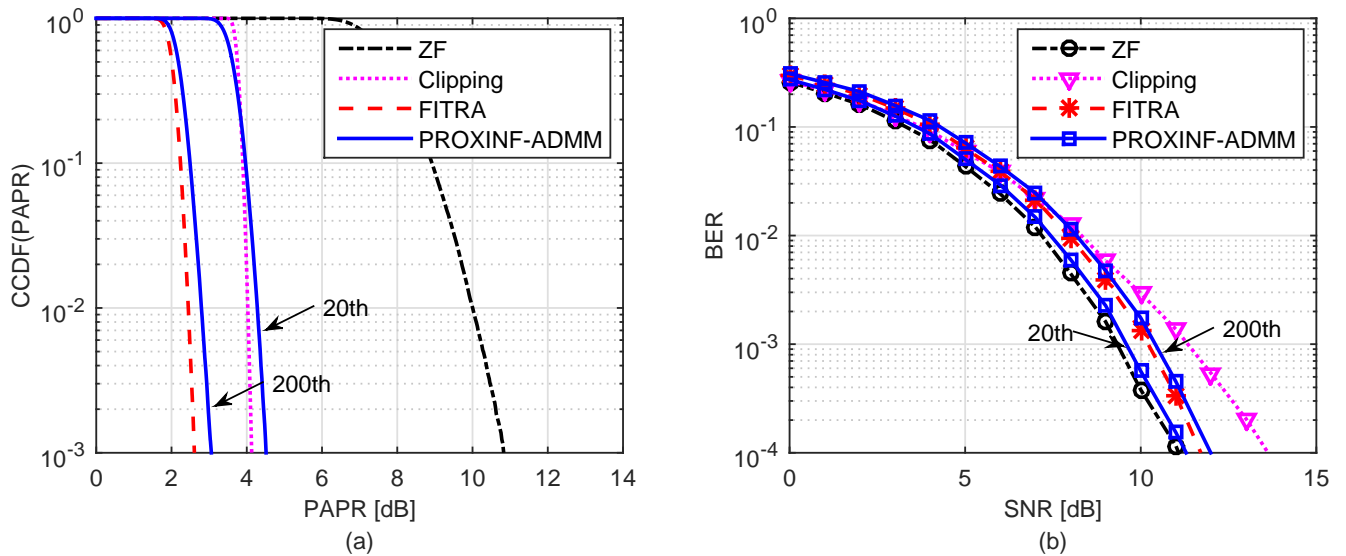 10^0
10^-1
10^-2
10^-3
CCDF(PAPR)
0 2 4 6 8 10 12 14
PAPR [dB]
(a)
ZF
Clipping
FITRA
PROXINF-ADMM
20th
200th
10^0
10^-1
10^-2
10^-3
10^-4
BER
0 5 10 15
SNR [dB]
(b)
ZF
Clipping
FITRA
PROXINF-ADMM
20th
200th